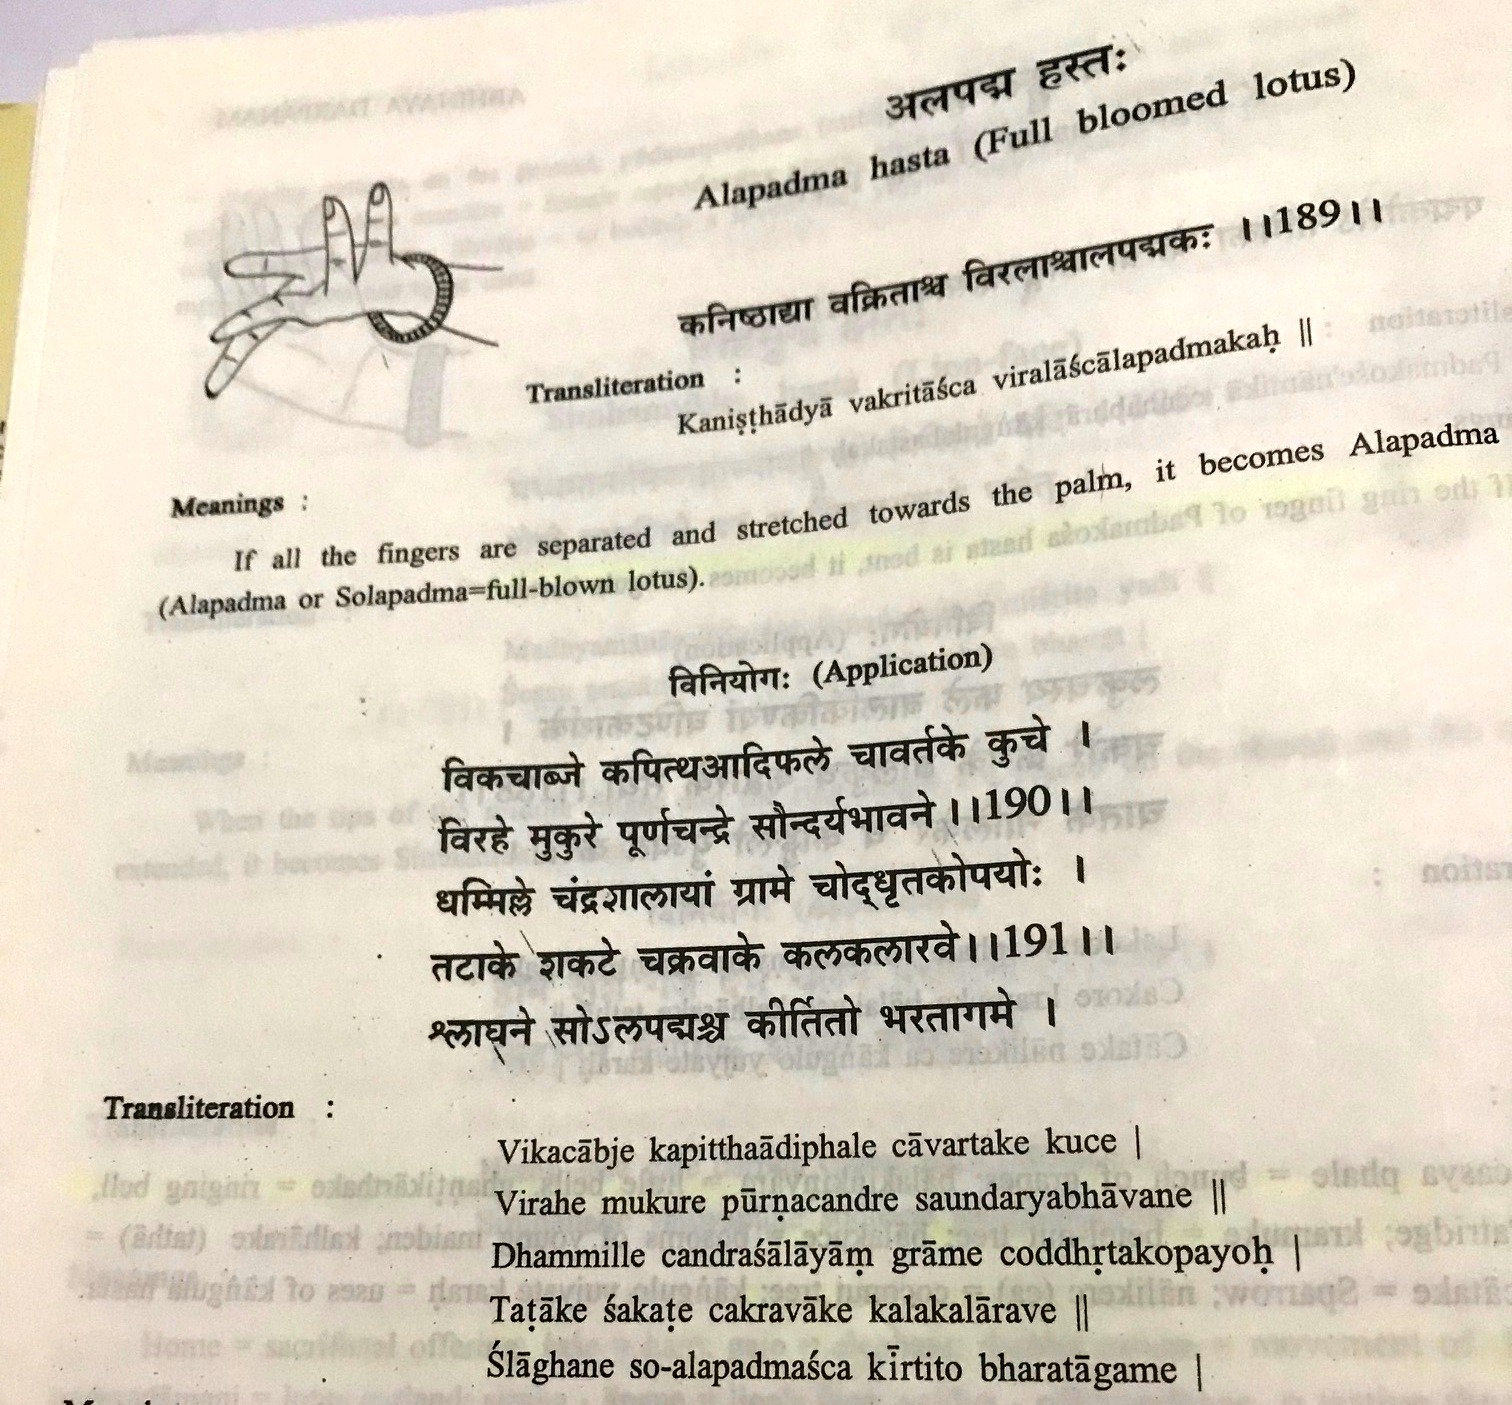 अलपद्म हस्तः
Alapadma hasta (Full bloomed lotus)
कनिष्ठाद्या वक्रिताश्च विरलाश्चालपद्मकः ।।189।।
Transliteration :
Kaniṣṭhādyā vakritāśca viralāścālapadmakaḥ ||
Meanings :
If all the fingers are separated and stretched towards the palm, it becomes Alapadma
(Alapadma or Solapadma=full-blown lotus).
विनियोगः (Application)
विकचाब्जे कपित्थआदिफले चावर्तके कुचे ।
विरहे मुकुरे पूर्णचन्द्रे सौन्दर्यभावने ।।190।।
धम्मिल्ले चंद्रशालायां ग्रामे चोद्धृतकोपयोः ।
तटाके शकटे चक्रवाके कलकलारवे।।191।।
श्लाघने सोऽलपद्मश्च कीर्तितो भरतागमे ।
Transliteration :
Vikacābje kapitthaādiphale cāvartake kuce |
Virahe mukure pūrṇacandre saundaryabhāvane ||
Dhammille candraśālāyāṃ grāme coddhṛtakopayoḥ |
Taṭāke śakaṭe cakravāke kalakalārave ||
Ślāghane so-alapadmaśca kīrtito bharatāgame |